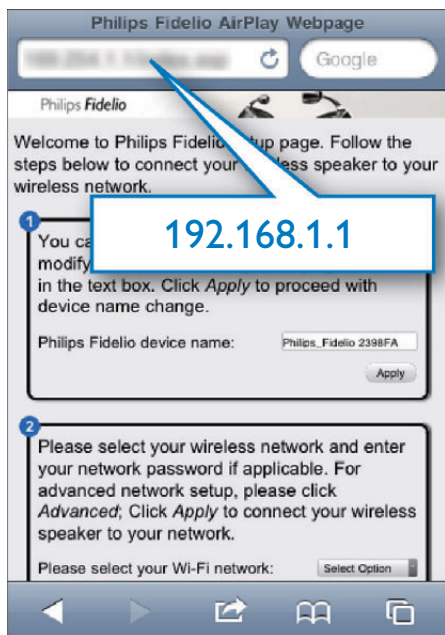 Philips Fidelio AirPlay Webpage
Google
Philips Fidelio
Welcome to Philips Fidelio setup page. Follow the
steps below to connect your wireless speaker to your
wireless network.
192.168.1.1
1
You ca
modify
in the text box. Click Apply to proceed with
device name change.
Philips Fidelio device name:
Philips_Fidelio 2398FA
Apply
2
Please select your wireless network and enter
your network password if applicable. For
advanced network setup, please click
Advanced; Click Apply to connect your wireless
speaker to your network.
Please select your Wi-Fi network:
Select Option